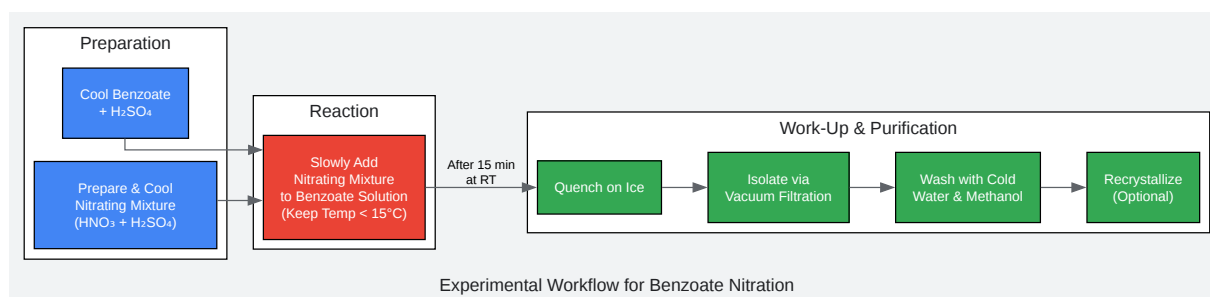 Preparation
Cool Benzoate
+ H₂SO₄
Prepare & Cool
Nitrating Mixture
(HNO₃ + H₂SO₄)
Reaction
Slowly Add
Nitrating Mixture
to Benzoate Solution
(Keep Temp < 15°C)
After 15 min
at RT
Work-Up & Purification
Quench on Ice
Isolate via
Vacuum Filtration
Wash with Cold
Water & Methanol
Recrystallize
(Optional)
Experimental Workflow for Benzoate Nitration